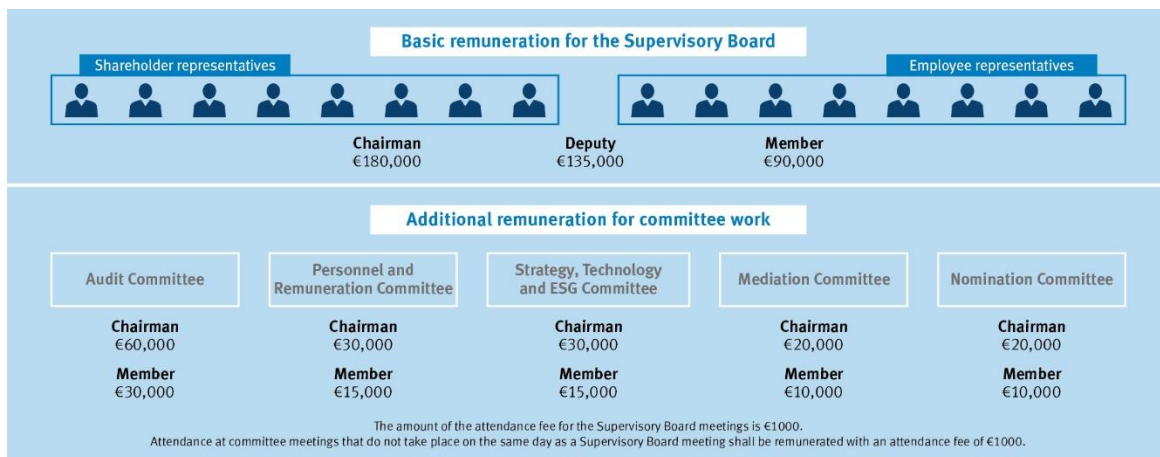 Basic remuneration for the Supervisory Board
Shareholder representatives
Employee representatives
Chairman
€180,000
Deputy
€135,000
Member
€90,000
Additional remuneration for committee work
Audit Committee
Chairman
€60,000
Member
€30,000
Personnel and
Remuneration Committee
Chairman
€30,000
Member
€15,000
Strategy, Technology
and ESG Committee
Chairman
€30,000
Member
€15,000
Mediation Committee
Chairman
€20,000
Member
€10,000
Nomination Committee
Chairman
€20,000
Member
€10,000
The amount of the attendance fee for the Supervisory Board meetings is €1000.
Attendance at committee meetings that do not take place on the same day as a Supervisory Board meeting shall be remunerated with an attendance fee of €1000.